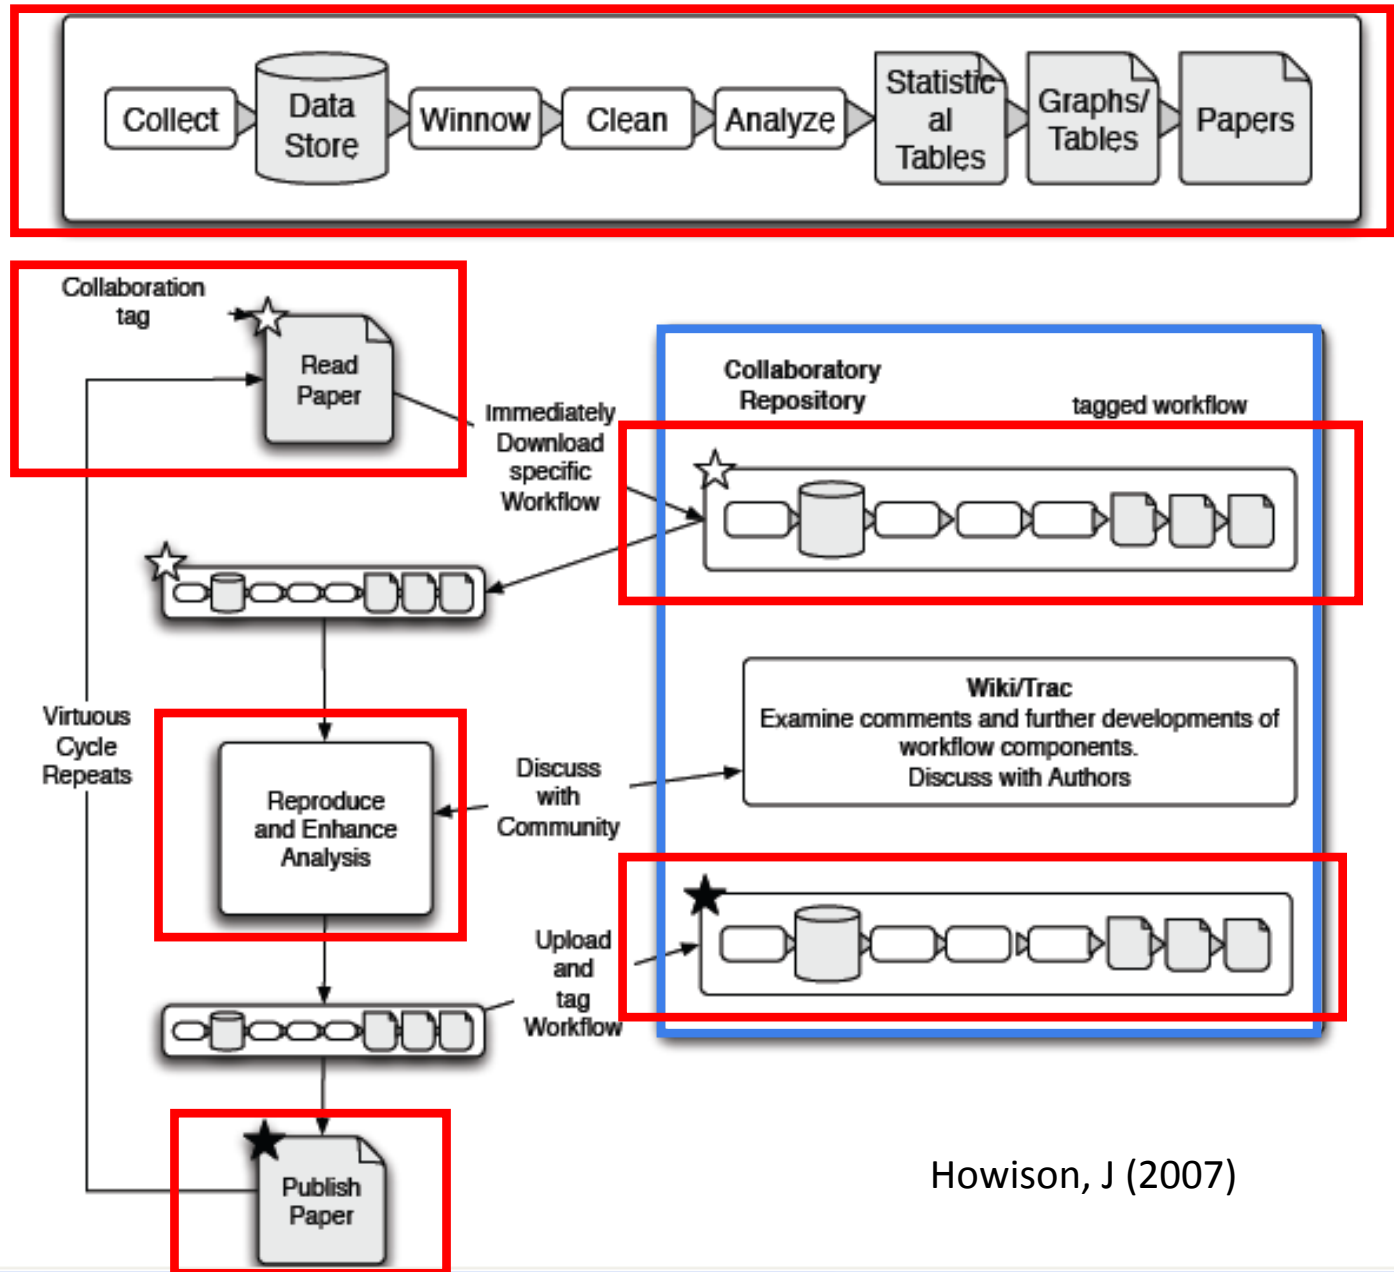 Collect
Data
Store
Winnow
Clean
Analyze
Statistic
al
Tables
Graphs/
Tables
Papers
Collaboration
tag
Read
Paper
Immediately
Download
specific
Workflow
Collaboratory
Repository
tagged workflow
Virtuous
Cycle
Repeats
Reproduce
and Enhance
Analysis
Discuss
with
Community
Wiki/Trac
Examine comments and further developments of
workflow components.
Discuss with Authors
Upload
and
tag
Workflow
Publish
Paper
Howison, J (2007)